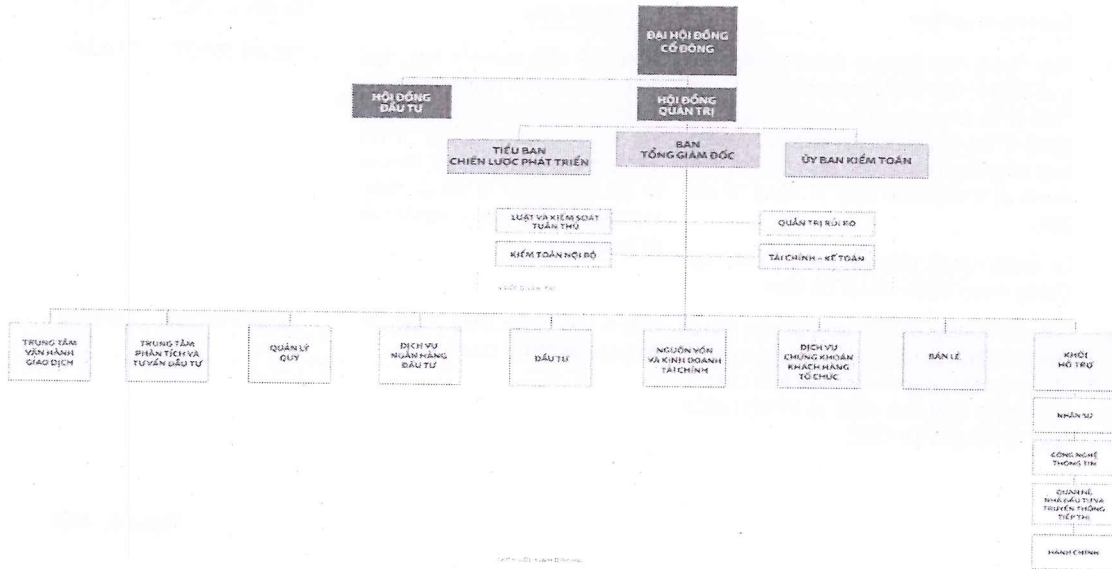 ĐẠI HỘI ĐỒNG
CỔ ĐÔNG
HỘI ĐỒNG
ĐẦU TƯ
HỘI ĐỒNG
QUẢN TRỊ
TIỂU BAN
CHIẾN LƯỢC PHÁT TRIỂN
BAN
TỔNG GIÁM ĐỐC
ỦY BAN KIỂM TOÁN
LUẬT VÀ KIỂM SOÁT
TUÂN THỦ
QUẢN TRỊ RỦI RO
KIỂM TOÁN NỘI BỘ
TÀI CHÍNH – KẾ TOÁN
KHỐI QUẢN TRỊ
TRUNG TÂM
VẬN HÀNH
GIAO DỊCH
TRUNG TÂM
PHÂN TÍCH VÀ
TƯ VẤN ĐẦU TƯ
QUẢN LÝ
QUỸ
DỊCH VỤ
NGÂN HÀNG
ĐẦU TƯ
ĐẦU TƯ
NGUỒN VỐN
VÀ KINH DOANH
TÀI CHÍNH
DỊCH VỤ
CHỨNG KHOÁN
KHÁCH HÀNG
TỔ CHỨC
BÁN LẺ
KHỐI
HỖ TRỢ
NHÂN SỰ
CÔNG NGHỆ
THÔNG TIN
QUAN HỆ
NHÀ ĐẦU TƯ VÀ
TRUYỀN THÔNG
TIẾP THỊ
HÀNH CHÍNH